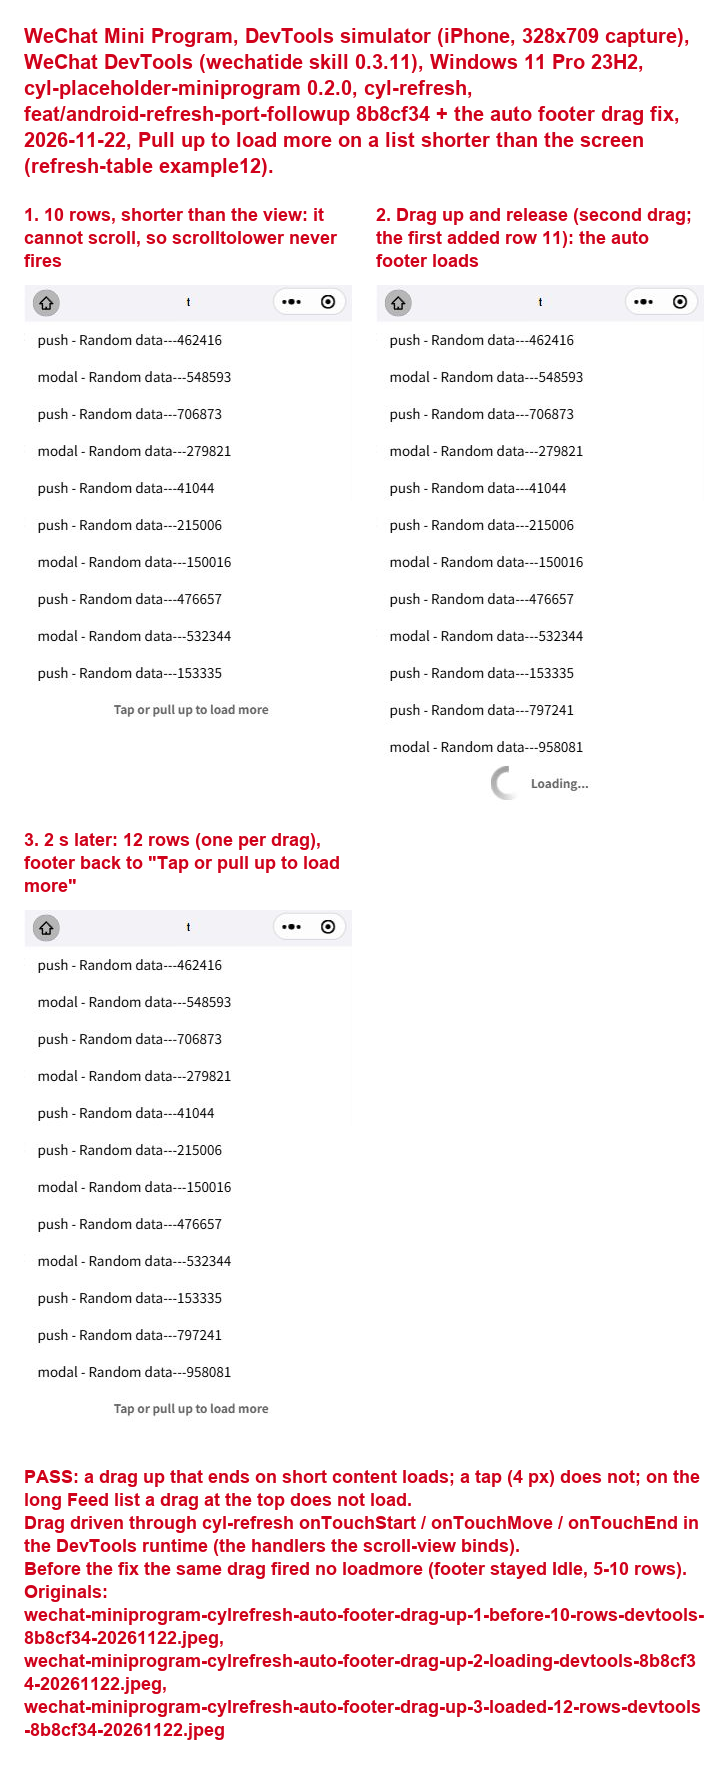 WeChat Mini Program, DevTools simulator (iPhone, 328x709 capture),
WeChat DevTools (wechatide skill 0.3.11), Windows 11 Pro 23H2,
cyl-placeholder-miniprogram 0.2.0, cyl-refresh,
feat/android-refresh-port-followup 8b8cf34 + the auto footer drag fix,
2026-11-22, Pull up to load more on a list shorter than the screen
(refresh-table example12).
1. 10 rows, shorter than the view: it
cannot scroll, so scrolltolower never
fires
t
push - Random data---462416
modal - Random data---548593
push - Random data---706873
modal - Random data---279821
push - Random data---41044
push - Random data---215006
modal - Random data---150016
push - Random data---476657
modal - Random data---532344
push - Random data---153335
Tap or pull up to load more
2. Drag up and release (second drag;
the first added row 11): the auto
footer loads
t
push - Random data---462416
modal - Random data---548593
push - Random data---706873
modal - Random data---279821
push - Random data---41044
push - Random data---215006
modal - Random data---150016
push - Random data---476657
modal - Random data---532344
push - Random data---153335
push - Random data---797241
modal - Random data---958081
Loading...
3. 2 s later: 12 rows (one per drag),
footer back to "Tap or pull up to load
more"
t
push - Random data---462416
modal - Random data---548593
push - Random data---706873
modal - Random data---279821
push - Random data---41044
push - Random data---215006
modal - Random data---150016
push - Random data---476657
modal - Random data---532344
push - Random data---153335
push - Random data---797241
modal - Random data---958081
Tap or pull up to load more
PASS: a drag up that ends on short content loads; a tap (4 px) does not; on the
long Feed list a drag at the top does not load.
Drag driven through cyl-refresh onTouchStart / onTouchMove / onTouchEnd in
the DevTools runtime (the handlers the scroll-view binds).
Before the fix the same drag fired no loadmore (footer stayed Idle, 5-10 rows).
Originals:
wechat-miniprogram-cylrefresh-auto-footer-drag-up-1-before-10-rows-devtools-
8b8cf34-20261122.jpeg,
wechat-miniprogram-cylrefresh-auto-footer-drag-up-2-loading-devtools-8b8cf3
4-20261122.jpeg,
wechat-miniprogram-cylrefresh-auto-footer-drag-up-3-loaded-12-rows-devtools
-8b8cf34-20261122.jpeg